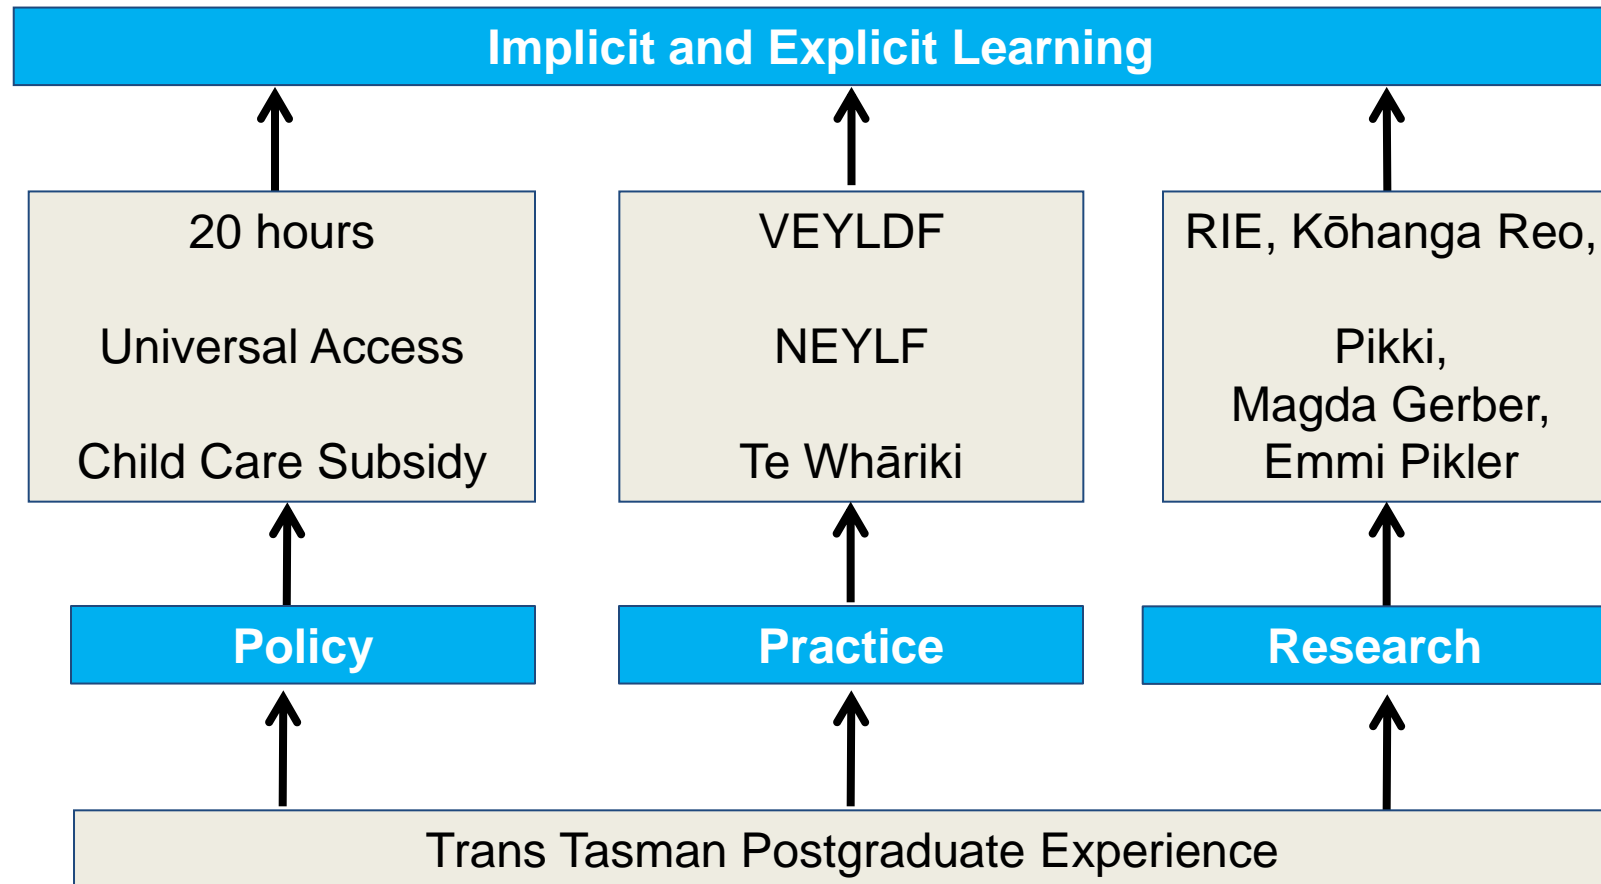 Implicit and Explicit Learning
20 hours
Universal Access
Child Care Subsidy
VEYLDF
NEYLF
Te Whāriki
RIE, Kōhanga Reo,
Pikki,
Magda Gerber,
Emmi Pikler
Policy
Practice
Research
Trans Tasman Postgraduate Experience